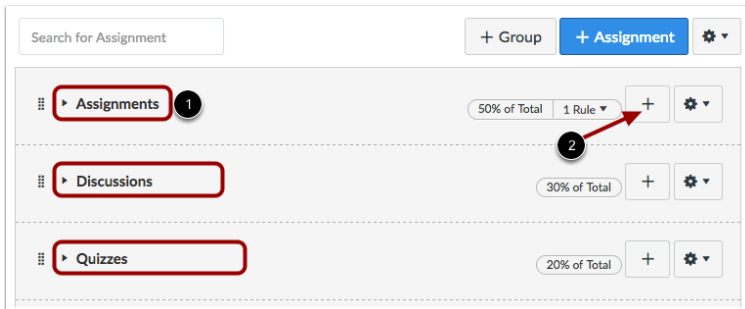 Search for Assignment + Group + Assignment
Assignments 1 50% of Total 1 Rule +
2
Discussions 30% of Total +
Quizzes 20% of Total +